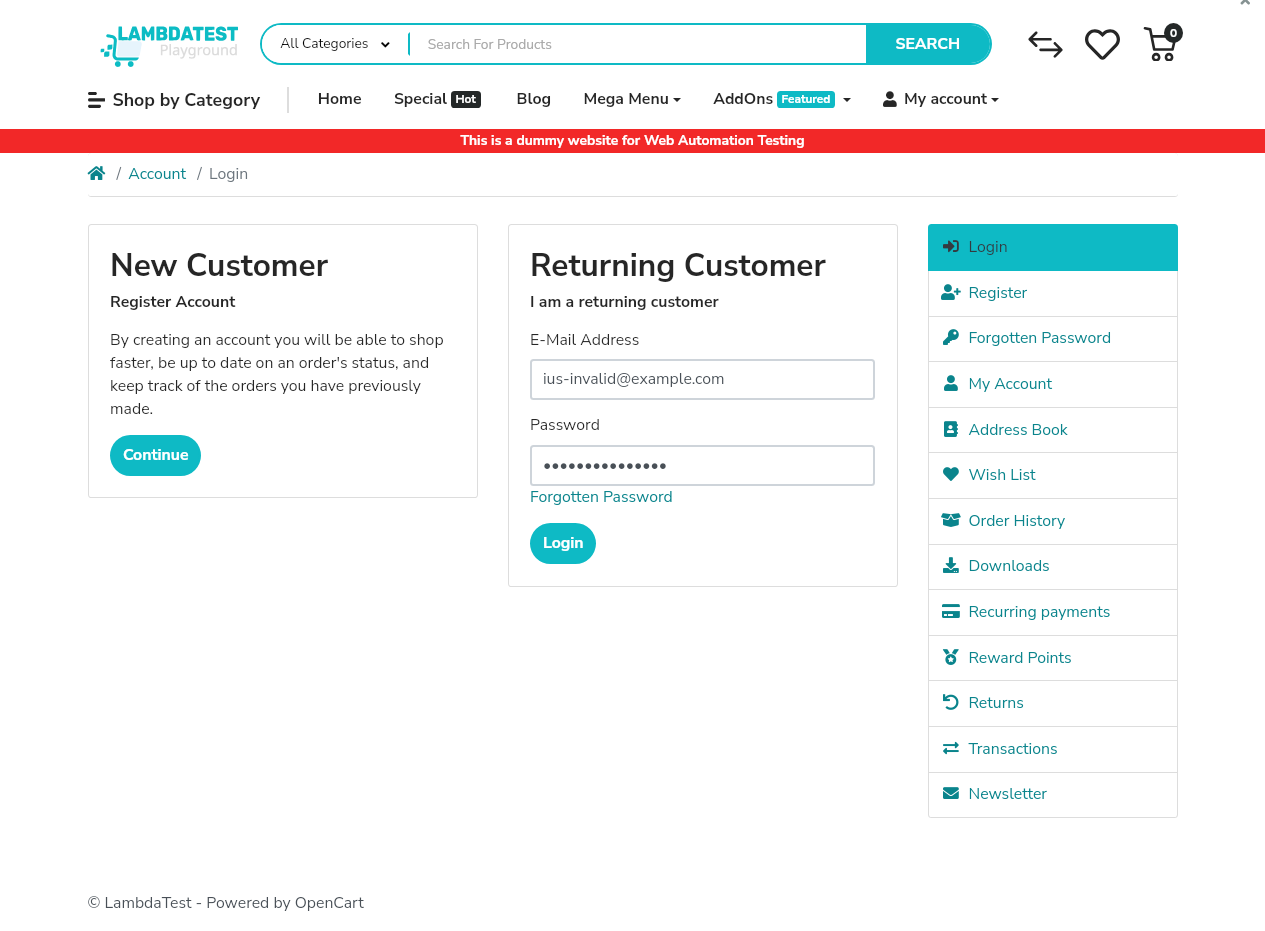 LAMBDATEST
Playground
All Categories
Search For Products
SEARCH
0
Shop by Category
Home
Special Hot
Blog
Mega Menu
AddOns Featured
My account
This is a dummy website for Web Automation Testing
/ Account / Login
New Customer
Register Account
By creating an account you will be able to shop
faster, be up to date on an order's status, and
keep track of the orders you have previously
made.
Continue
Returning Customer
I am a returning customer
E-Mail Address
ius-invalid@example.com
Password
•••••••••••••••
Forgotten Password
Login
Login
Register
Forgotten Password
My Account
Address Book
Wish List
Order History
Downloads
Recurring payments
Reward Points
Returns
Transactions
Newsletter
© LambdaTest - Powered by OpenCart